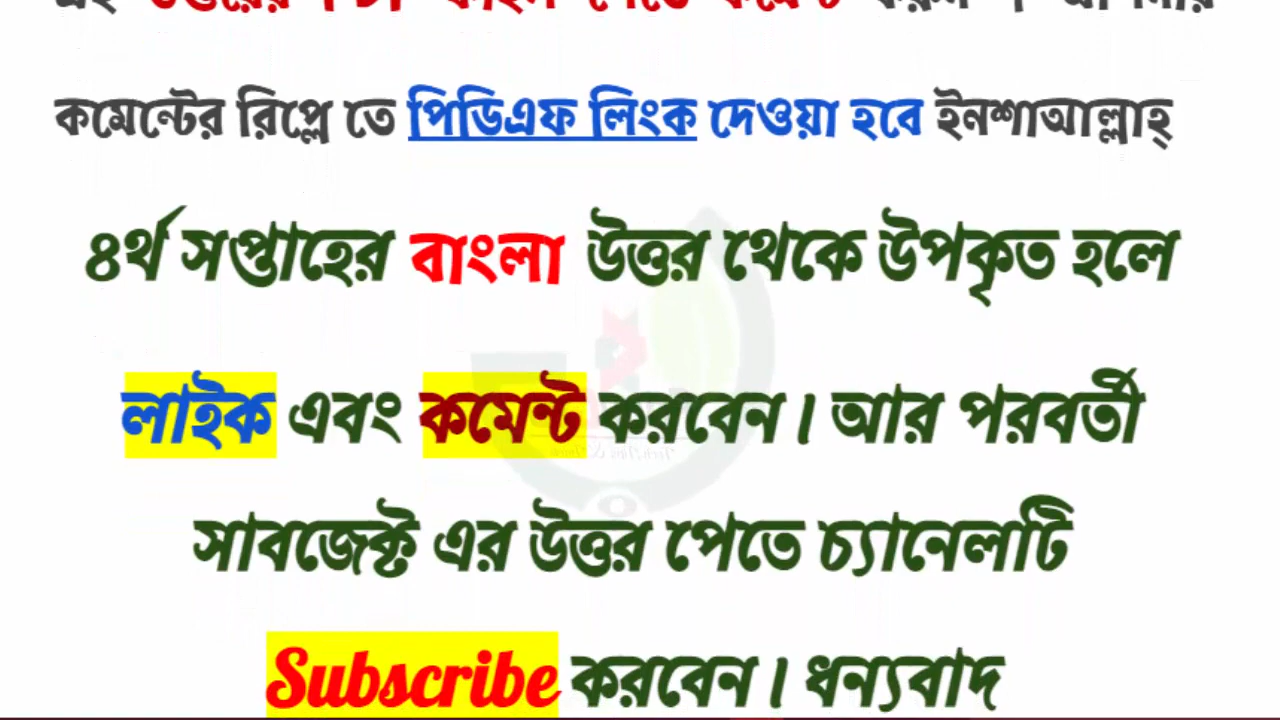 কমেন্টের রিপ্লে তে পিডিএফ লিংক দেওয়া হবে ইনশাআল্লাহ্
৪র্থ সপ্তাহের বাংলা উত্তর থেকে উপকৃত হলে
লাইক এবং কমেন্ট করবেন। আর পরবর্তী
সাবজেক্ট এর উত্তর পেতে চ্যানেলটি
Subscribe করবেন। ধন্যবাদ